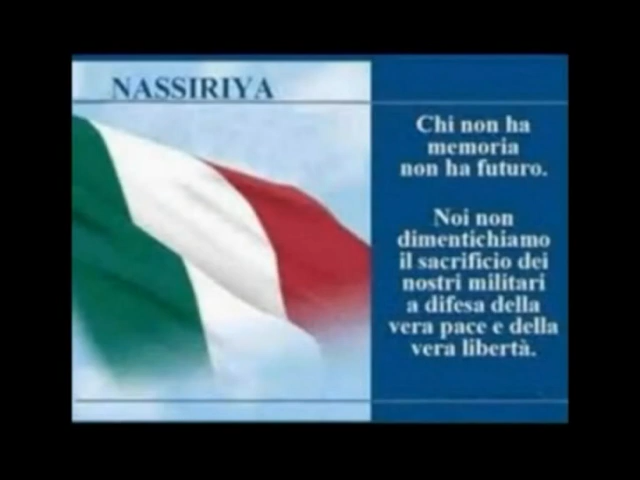 NASSIRIYA
Chi non ha
memoria
non ha futuro.
Noi non
dimentichiamo
il sacrificio dei
nostri militari
a difesa della
vera pace e della
vera libertà.